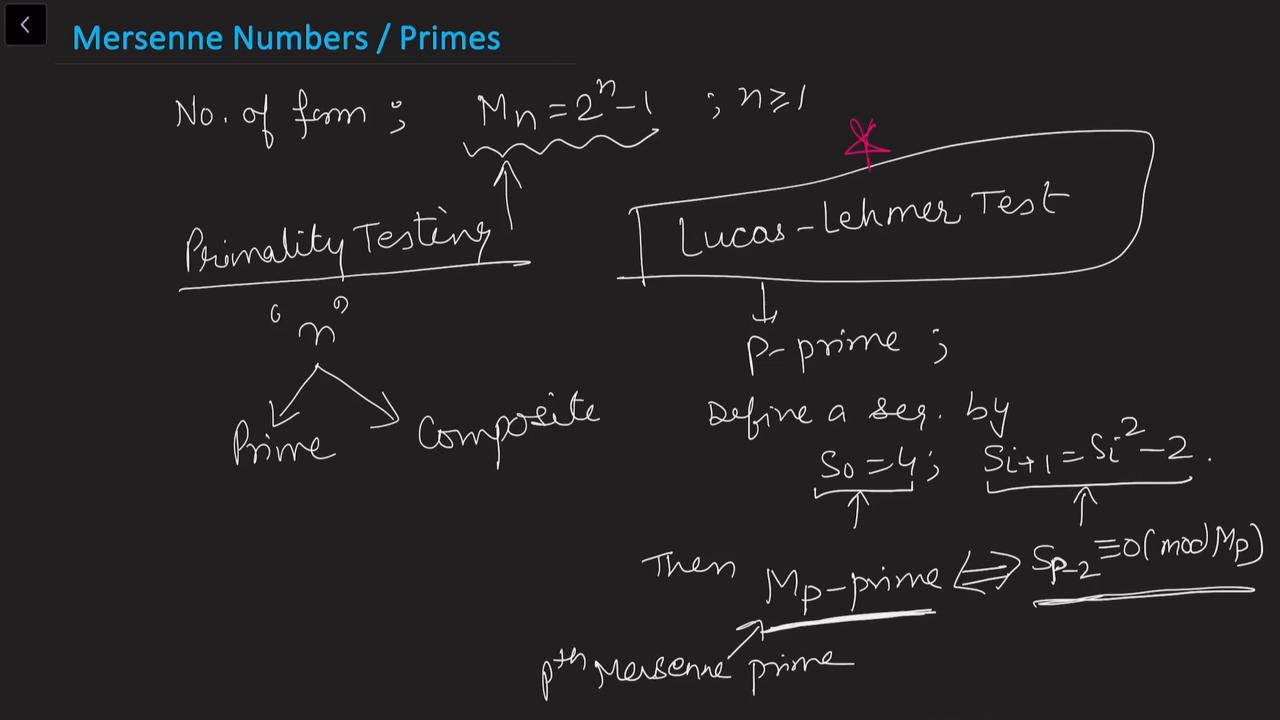 Mersenne Numbers / Primes
No. of form ; Mn = 2^n - 1 ; n ≥ 1
Primality Testing
Lucas - Lehmer Test
"n"
Prime
Composite
P- prime ;
Define a seq. by
S0 = 4 ; Si+1 = Si^2 - 2 .
Then Mp - prime ⇔ Sp-2 ≡ 0 ( mod Mp )
pth Mersenne prime